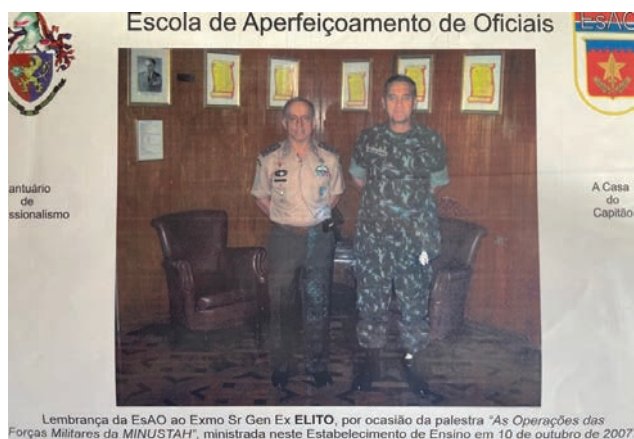 Escola de Aperfeiçoamento de Oficiais
EsAO
antuário
de
ssionalismo
A Casa
do
Capitão
Lembrança da EsAO ao Exmo Sr Gen Ex ELITO, por ocasião da palestra "As Operações das
Forças Militares da MINUSTAH", ministrada neste Estabelecimento de Ensino em 10 de outubro de 2007